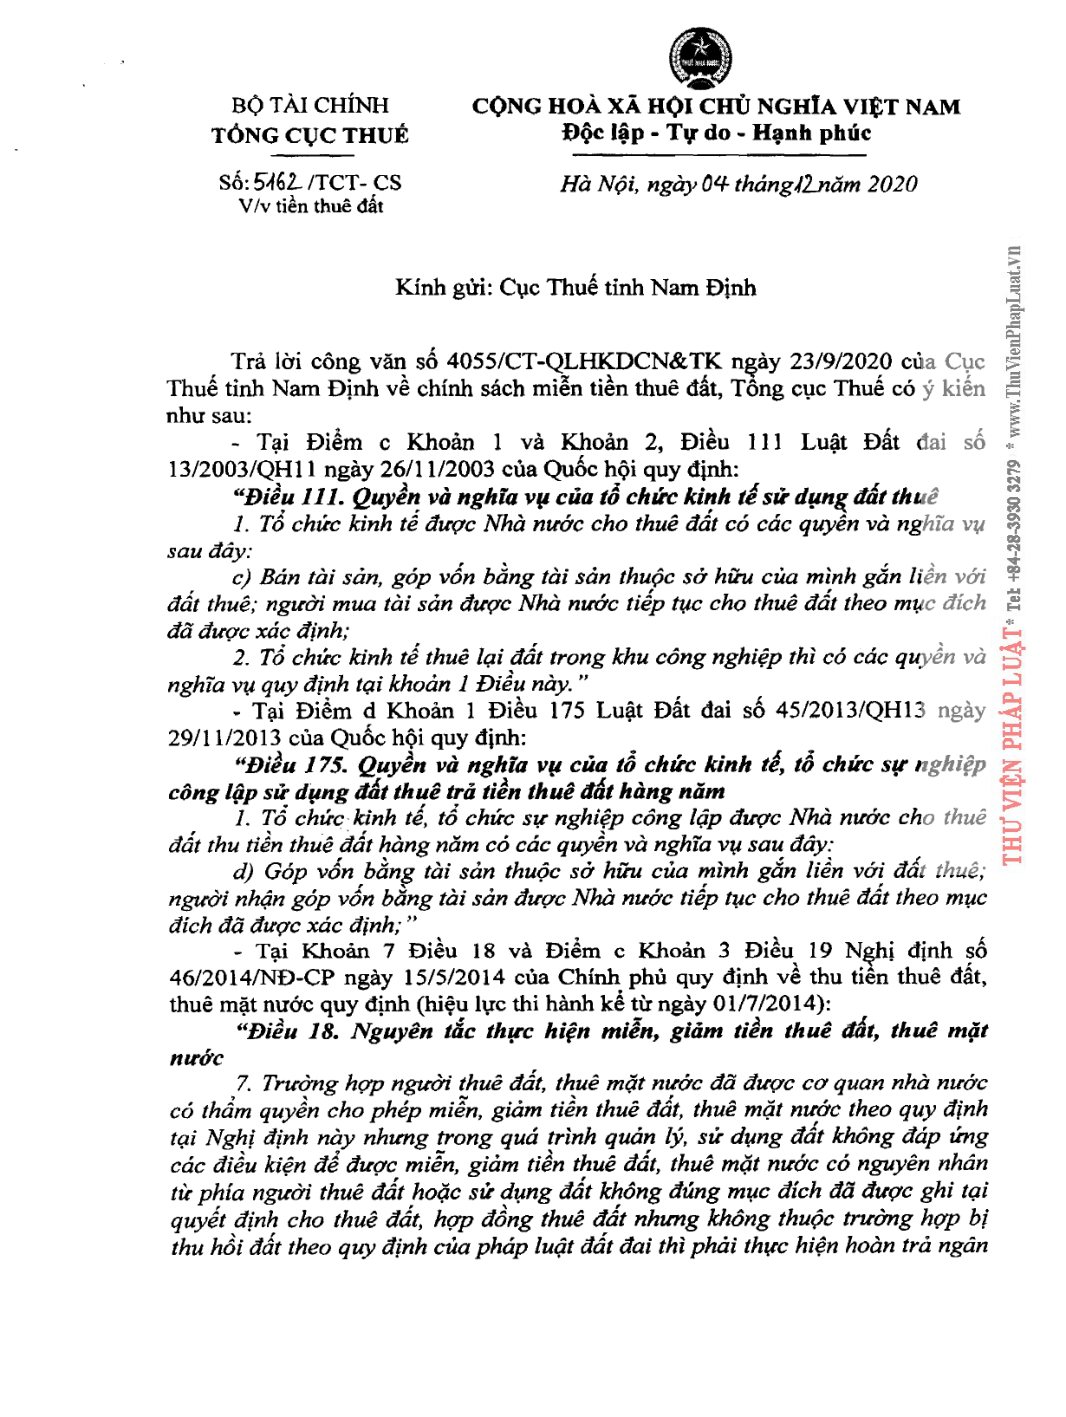 THUẾ NHÀ NƯỚC
BỘ TÀI CHÍNH
TỔNG CỤC THUẾ
CỘNG HOÀ XÃ HỘI CHỦ NGHĨA VIỆT NAM
Độc lập - Tự do - Hạnh phúc
Số: 5162 /TCT- CS
V/v tiền thuê đất
Hà Nội, ngày 04 tháng 12 năm 2020
Kính gửi: Cục Thuế tỉnh Nam Định
Trả lời công văn số 4055/CT-QLHKDCN&TK ngày 23/9/2020 của Cục
Thuế tỉnh Nam Định về chính sách miễn tiền thuê đất, Tổng cục Thuế có ý kiến
như sau:
- Tại Điểm c Khoản 1 và Khoản 2, Điều 111 Luật Đất đai số
13/2003/QH11 ngày 26/11/2003 của Quốc hội quy định:
“Điều 111. Quyền và nghĩa vụ của tổ chức kinh tế sử dụng đất thuê
1. Tổ chức kinh tế được Nhà nước cho thuê đất có các quyền và nghĩa vụ
sau đây:
c) Bán tài sản, góp vốn bằng tài sản thuộc sở hữu của mình gắn liền với
đất thuê; người mua tài sản được Nhà nước tiếp tục cho thuê đất theo mục đích
đã được xác định;
2. Tổ chức kinh tế thuê lại đất trong khu công nghiệp thì có các quyền và
nghĩa vụ quy định tại khoản 1 Điều này.”
- Tại Điểm d Khoản 1 Điều 175 Luật Đất đai số 45/2013/QH13 ngày
29/11/2013 của Quốc hội quy định:
“Điều 175. Quyền và nghĩa vụ của tổ chức kinh tế, tổ chức sự nghiệp
công lập sử dụng đất thuê trả tiền thuê đất hàng năm
1. Tổ chức kinh tế, tổ chức sự nghiệp công lập được Nhà nước cho thuê
đất thu tiền thuê đất hàng năm có các quyền và nghĩa vụ sau đây:
d) Góp vốn bằng tài sản thuộc sở hữu của mình gắn liền với đất thuê;
người nhận góp vốn bằng tài sản được Nhà nước tiếp tục cho thuê đất theo mục
đích đã được xác định;”
- Tại Khoản 7 Điều 18 và Điểm c Khoản 3 Điều 19 Nghị định số
46/2014/NĐ-CP ngày 15/5/2014 của Chính phủ quy định về thu tiền thuê đất,
thuê mặt nước quy định (hiệu lực thi hành kể từ ngày 01/7/2014):
“Điều 18. Nguyên tắc thực hiện miễn, giảm tiền thuê đất, thuê mặt
nước
7. Trường hợp người thuê đất, thuê mặt nước đã được cơ quan nhà nước
có thẩm quyền cho phép miễn, giảm tiền thuê đất, thuê mặt nước theo quy định
tại Nghị định này nhưng trong quá trình quản lý, sử dụng đất không đáp ứng
các điều kiện để được miễn, giảm tiền thuê đất, thuê mặt nước có nguyên nhân
từ phía người thuê đất hoặc sử dụng đất không đúng mục đích đã được ghi tại
quyết định cho thuê đất, hợp đồng thuê đất nhưng không thuộc trường hợp bị
thu hồi đất theo quy định của pháp luật đất đai thì phải thực hiện hoàn trả ngân
THƯ VIỆN PHÁP LUẬT * Tel: +84-28-3930 3279 * www.ThuVienPhapLuat.vn